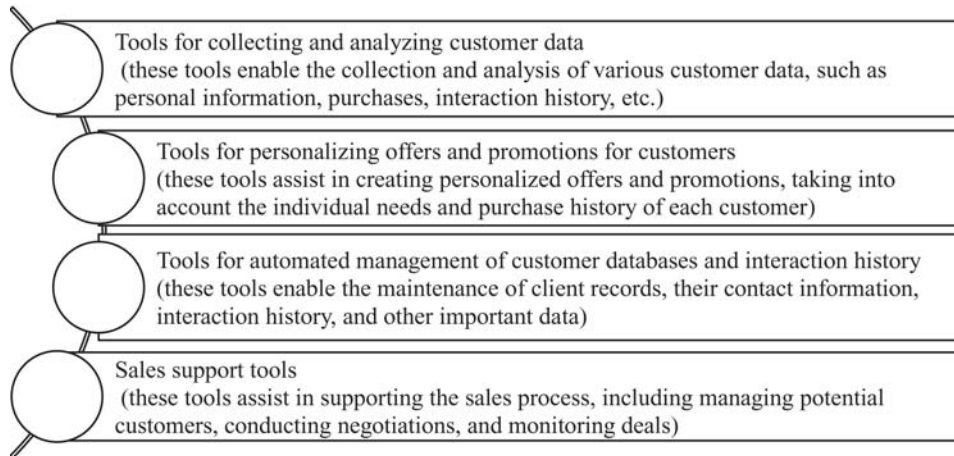 Tools for collecting and analyzing customer data
(these tools enable the collection and analysis of various customer data, such as
personal information, purchases, interaction history, etc.)
Tools for personalizing offers and promotions for customers
(these tools assist in creating personalized offers and promotions, taking into
account the individual needs and purchase history of each customer)
Tools for automated management of customer databases and interaction history
(these tools enable the maintenance of client records, their contact information,
interaction history, and other important data)
Sales support tools
(these tools assist in supporting the sales process, including managing potential
customers, conducting negotiations, and monitoring deals)